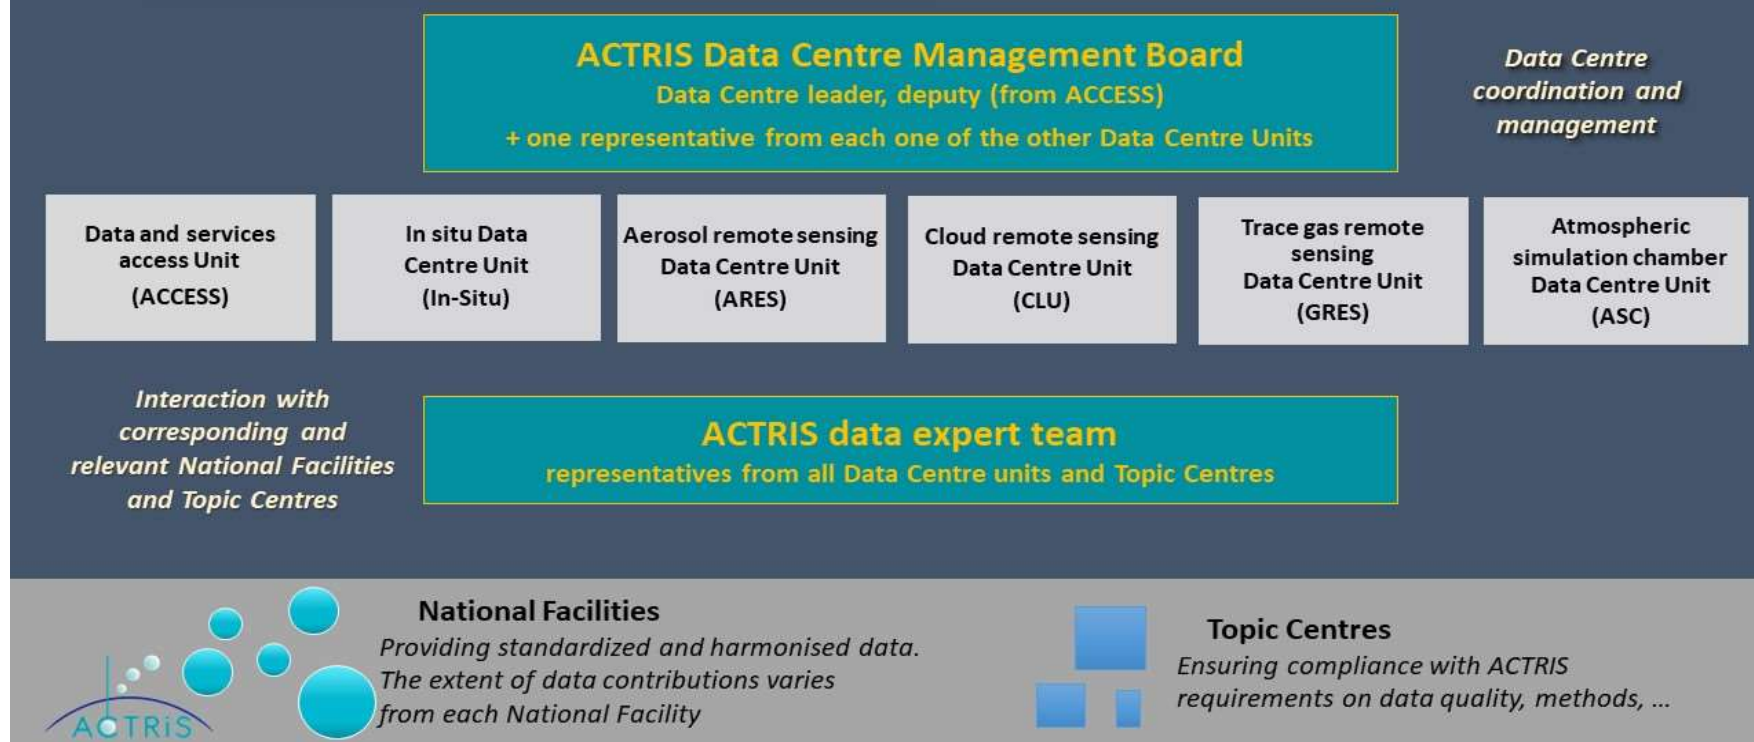 ACTRIS Data Centre Management Board
Data Centre leader, deputy (from ACCESS)
+ one representative from each one of the other Data Centre Units
Data Centre
coordination and
management
Data and services
access Unit
(ACCESS)
In situ Data
Centre Unit
(In-Situ)
Aerosol remote sensing
Data Centre Unit
(ARES)
Cloud remote sensing
Data Centre Unit
(CLU)
Trace gas remote
sensing
Data Centre Unit
(GRES)
Atmospheric
simulation chamber
Data Centre Unit
(ASC)
Interaction with
corresponding and
relevant National Facilities
and Topic Centres
ACTRIS data expert team
representatives from all Data Centre units and Topic Centres
National Facilities
Providing standardized and harmonised data.
The extent of data contributions varies
from each National Facility
Topic Centres
Ensuring compliance with ACTRIS
requirements on data quality, methods, ...
ACTRiS